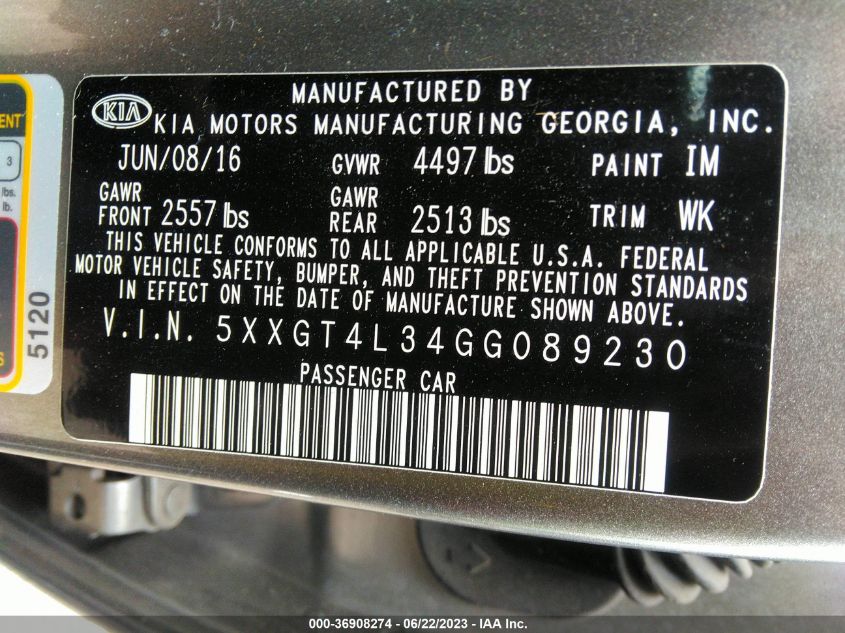 MANUFACTURED BY
KIA KIA MOTORS MANUFACTURING GEORGIA, INC.
JUN/08/16 GVWR 4497 lbs PAINT IM
GAWR FRONT 2557 lbs GAWR REAR 2513 lbs TRIM WK
THIS VEHICLE CONFORMS TO ALL APPLICABLE U.S.A. FEDERAL
MOTOR VEHICLE SAFETY, BUMPER, AND THEFT PREVENTION STANDARDS
IN EFFECT ON THE DATE OF MANUFACTURE SHOWN ABOVE.
V.I.N. 5XXGT4L34GG089230
PASSENGER CAR
3
lbs.
lb.
5120
000-36908274 - 06/22/2023 - IAA Inc.